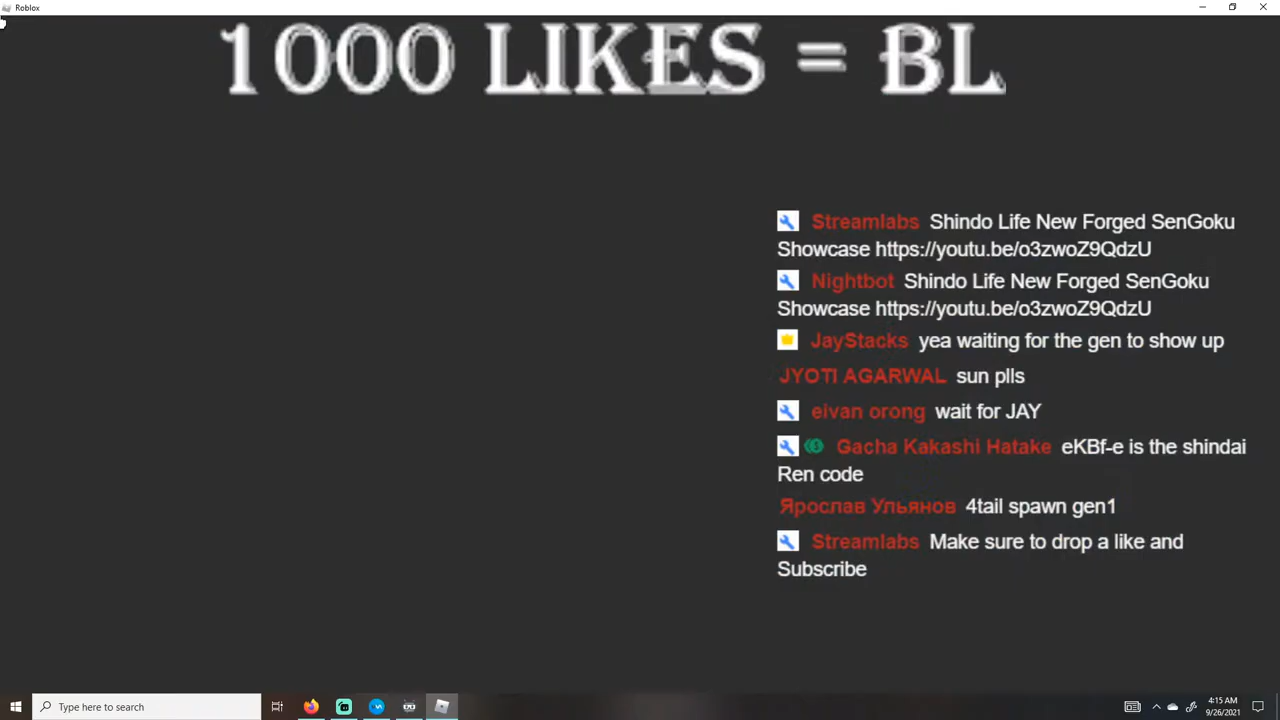 Roblox
1000 LIKES = BL
Streamlabs Shindo Life New Forged SenGoku
Showcase https://youtu.be/o3zwoZ9QdzU
Nightbot Shindo Life New Forged SenGoku
Showcase https://youtu.be/o3zwoZ9QdzU
JayStacks yea waiting for the gen to show up
JYOTI AGARWAL sun plls
eivan orong wait for JAY
Gacha Kakashi Hatake eKBf-e is the shindai
Ren code
Ярослав Ульянов 4tail spawn gen1
Streamlabs Make sure to drop a like and
Subscribe
Type here to search
4:15 AM
9/26/2021